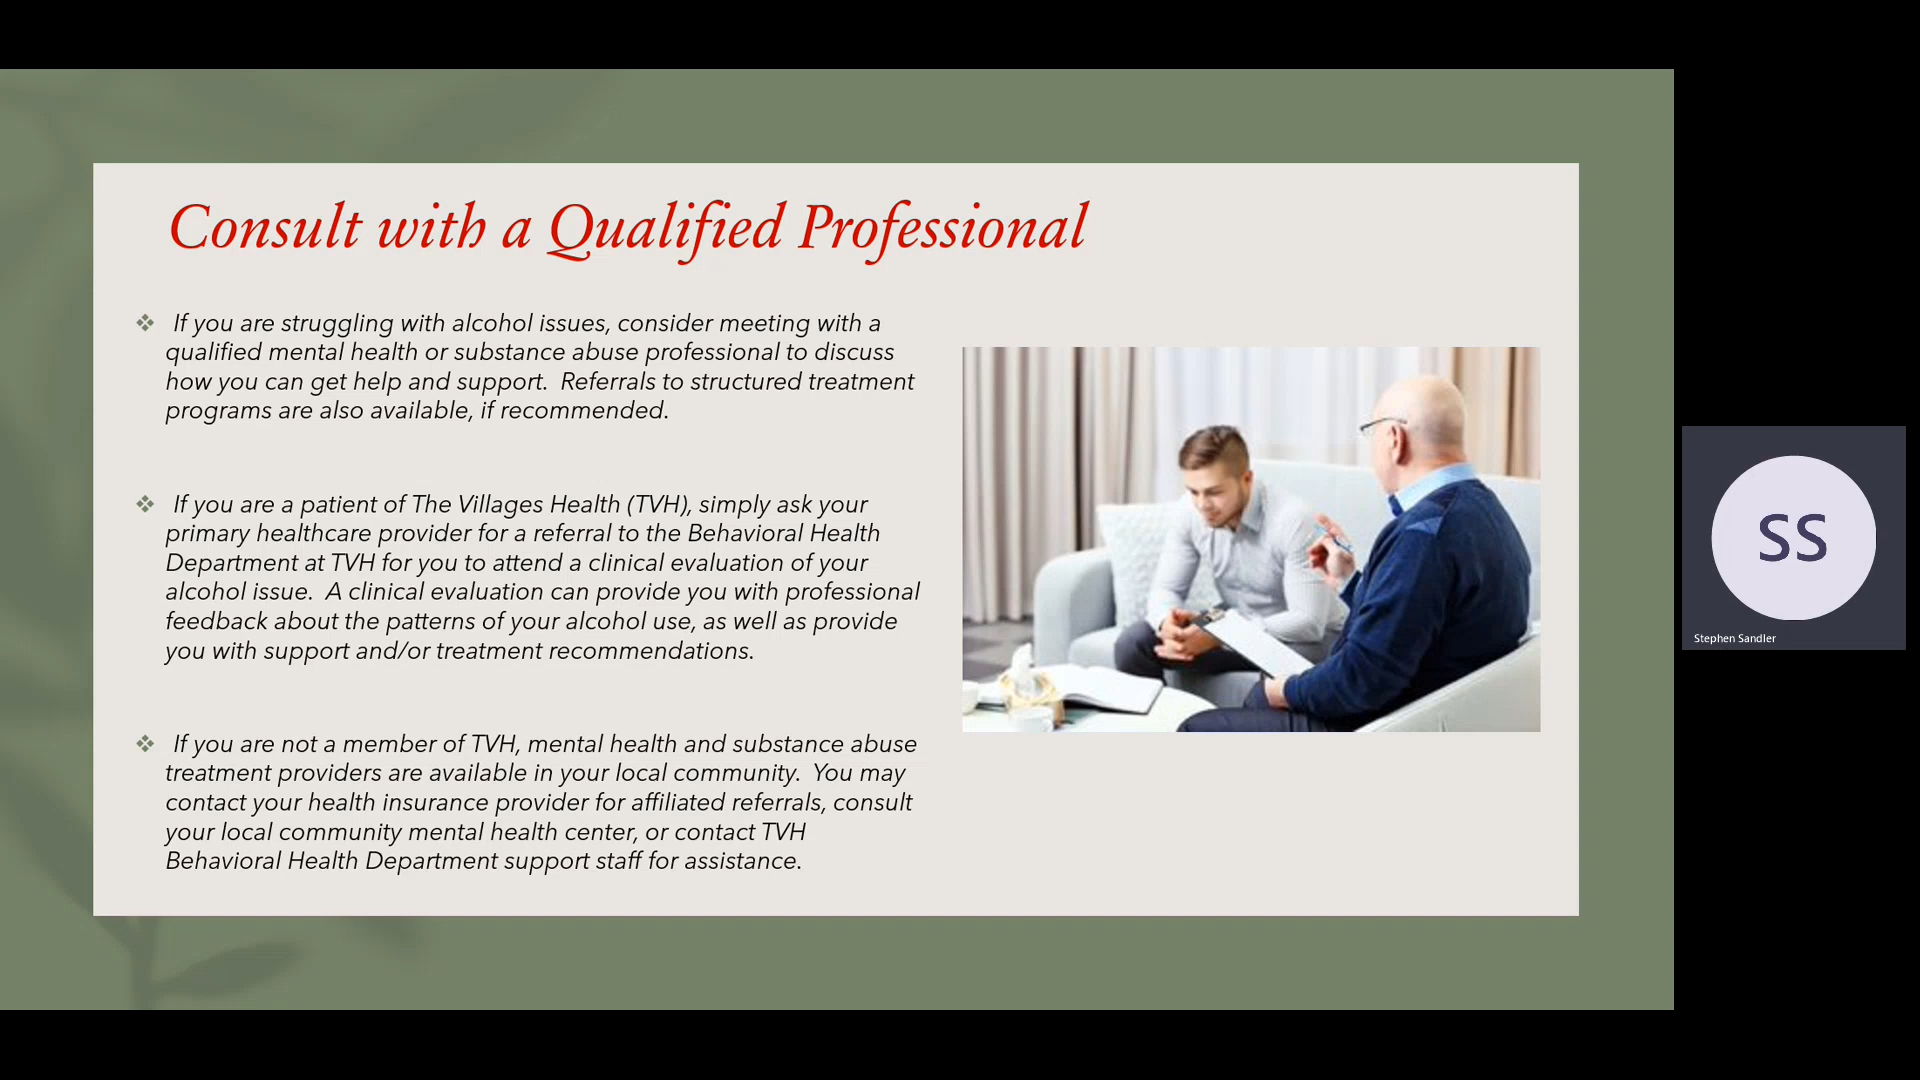 Consult with a Qualified Professional
If you are struggling with alcohol issues, consider meeting with a
qualified mental health or substance abuse professional to discuss
how you can get help and support.  Referrals to structured treatment
programs are also available, if recommended.
If you are a patient of The Villages Health (TVH), simply ask your
primary healthcare provider for a referral to the Behavioral Health
Department at TVH for you to attend a clinical evaluation of your
alcohol issue.  A clinical evaluation can provide you with professional
feedback about the patterns of your alcohol use, as well as provide
you with support and/or treatment recommendations.
If you are not a member of TVH, mental health and substance abuse
treatment providers are available in your local community.  You may
contact your health insurance provider for affiliated referrals, consult
your local community mental health center, or contact TVH
Behavioral Health Department support staff for assistance.
SS
Stephen Sandler